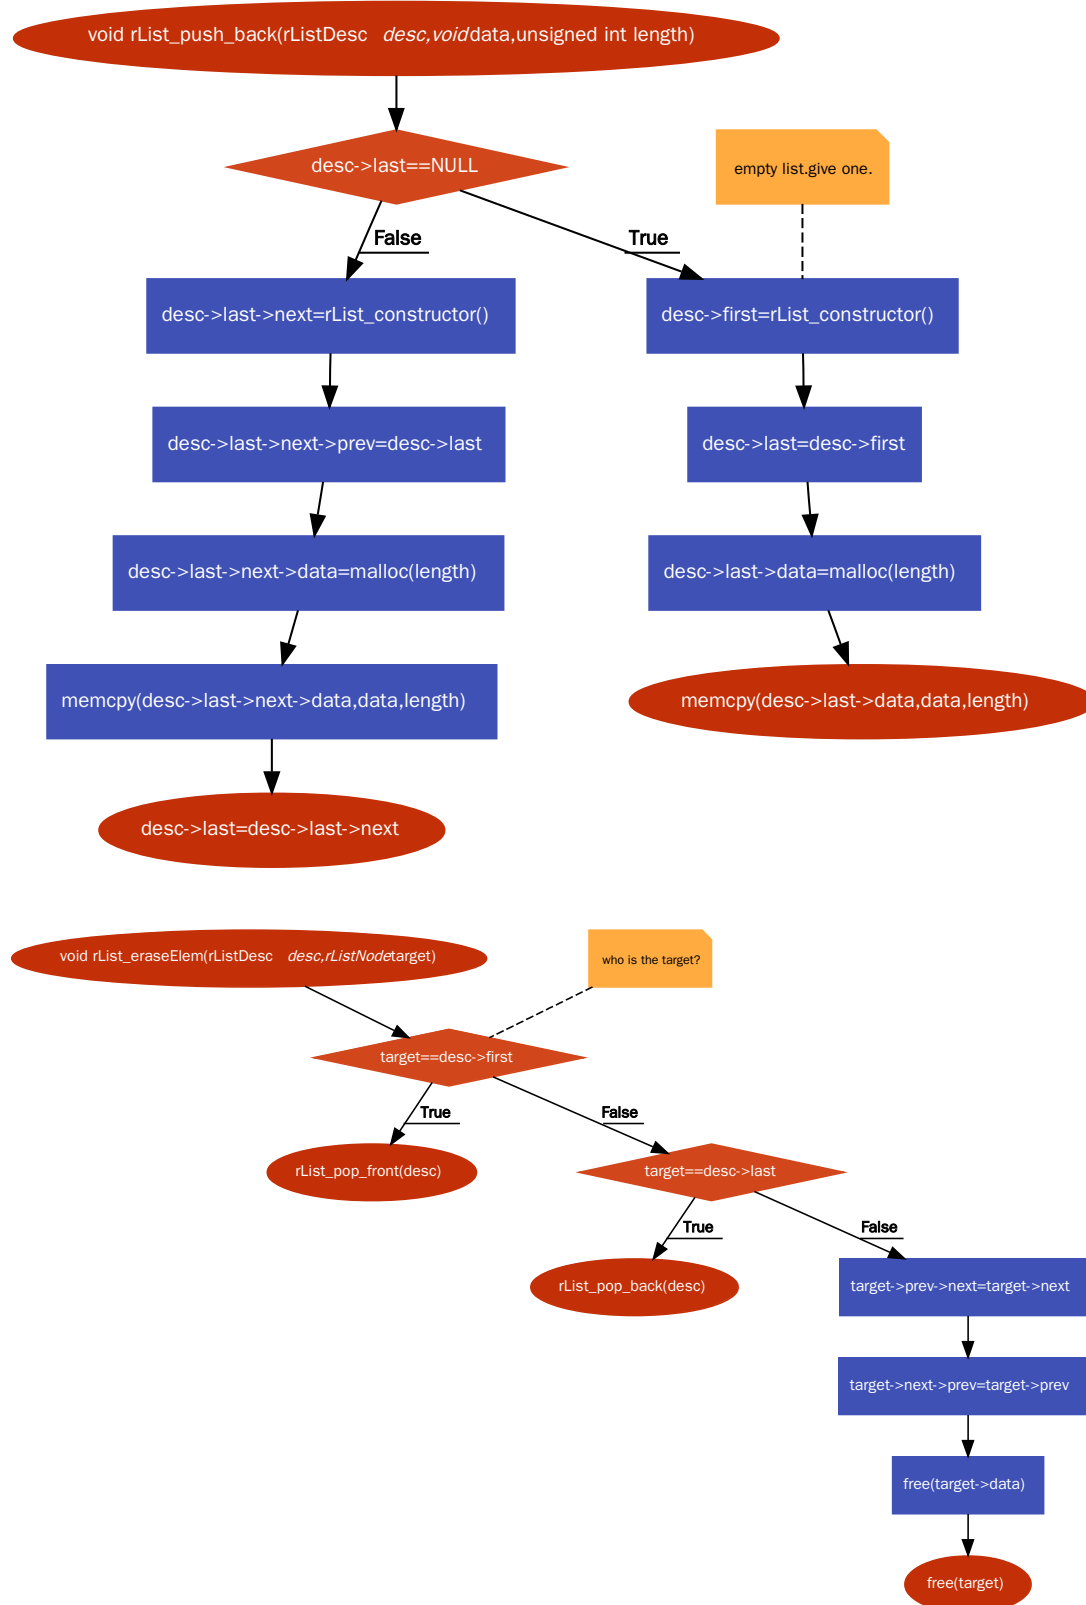 void rList_push_back(rListDesc desc,void data,unsigned int length)
desc->last==NULL
empty list.give one.
False
True
desc->last->next=rList_constructor()
desc->first=rList_constructor()
desc->last->next->prev=desc->last
desc->last=desc->first
desc->last->next->data=malloc(length)
desc->last->data=malloc(length)
memcpy(desc->last->next->data,data,length)
memcpy(desc->last->data,data,length)
desc->last=desc->last->next
void rList_eraseElem(rListDesc desc,rListNodetarget)
who is the target?
target==desc->first
True
False
rList_pop_front(desc)
target==desc->last
True
False
rList_pop_back(desc)
target->prev->next=target->next
target->next->prev=target->prev
free(target->data)
free(target)